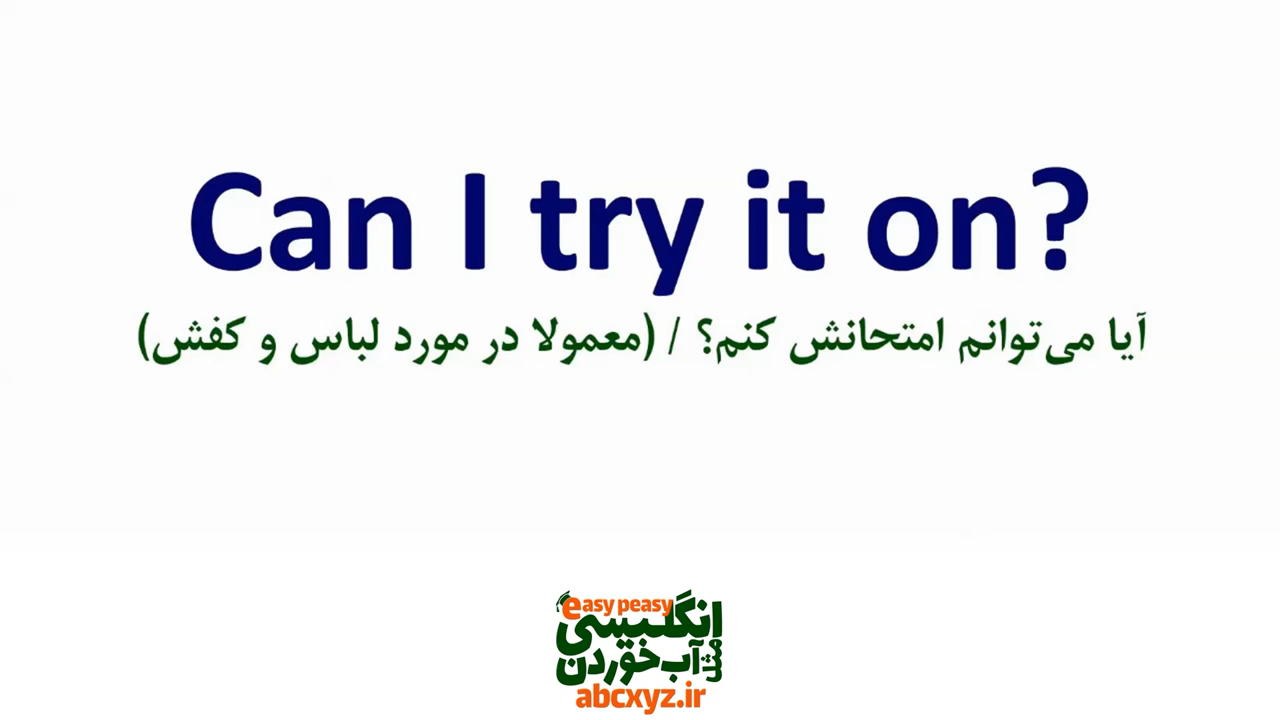 Can I try it on?
آیا می‌توانم امتحانش کنم؟ / (معمولا در مورد لباس و کفش)
easy peasy
انگلیسی
مثل آب خوردن
abcxyz.ir